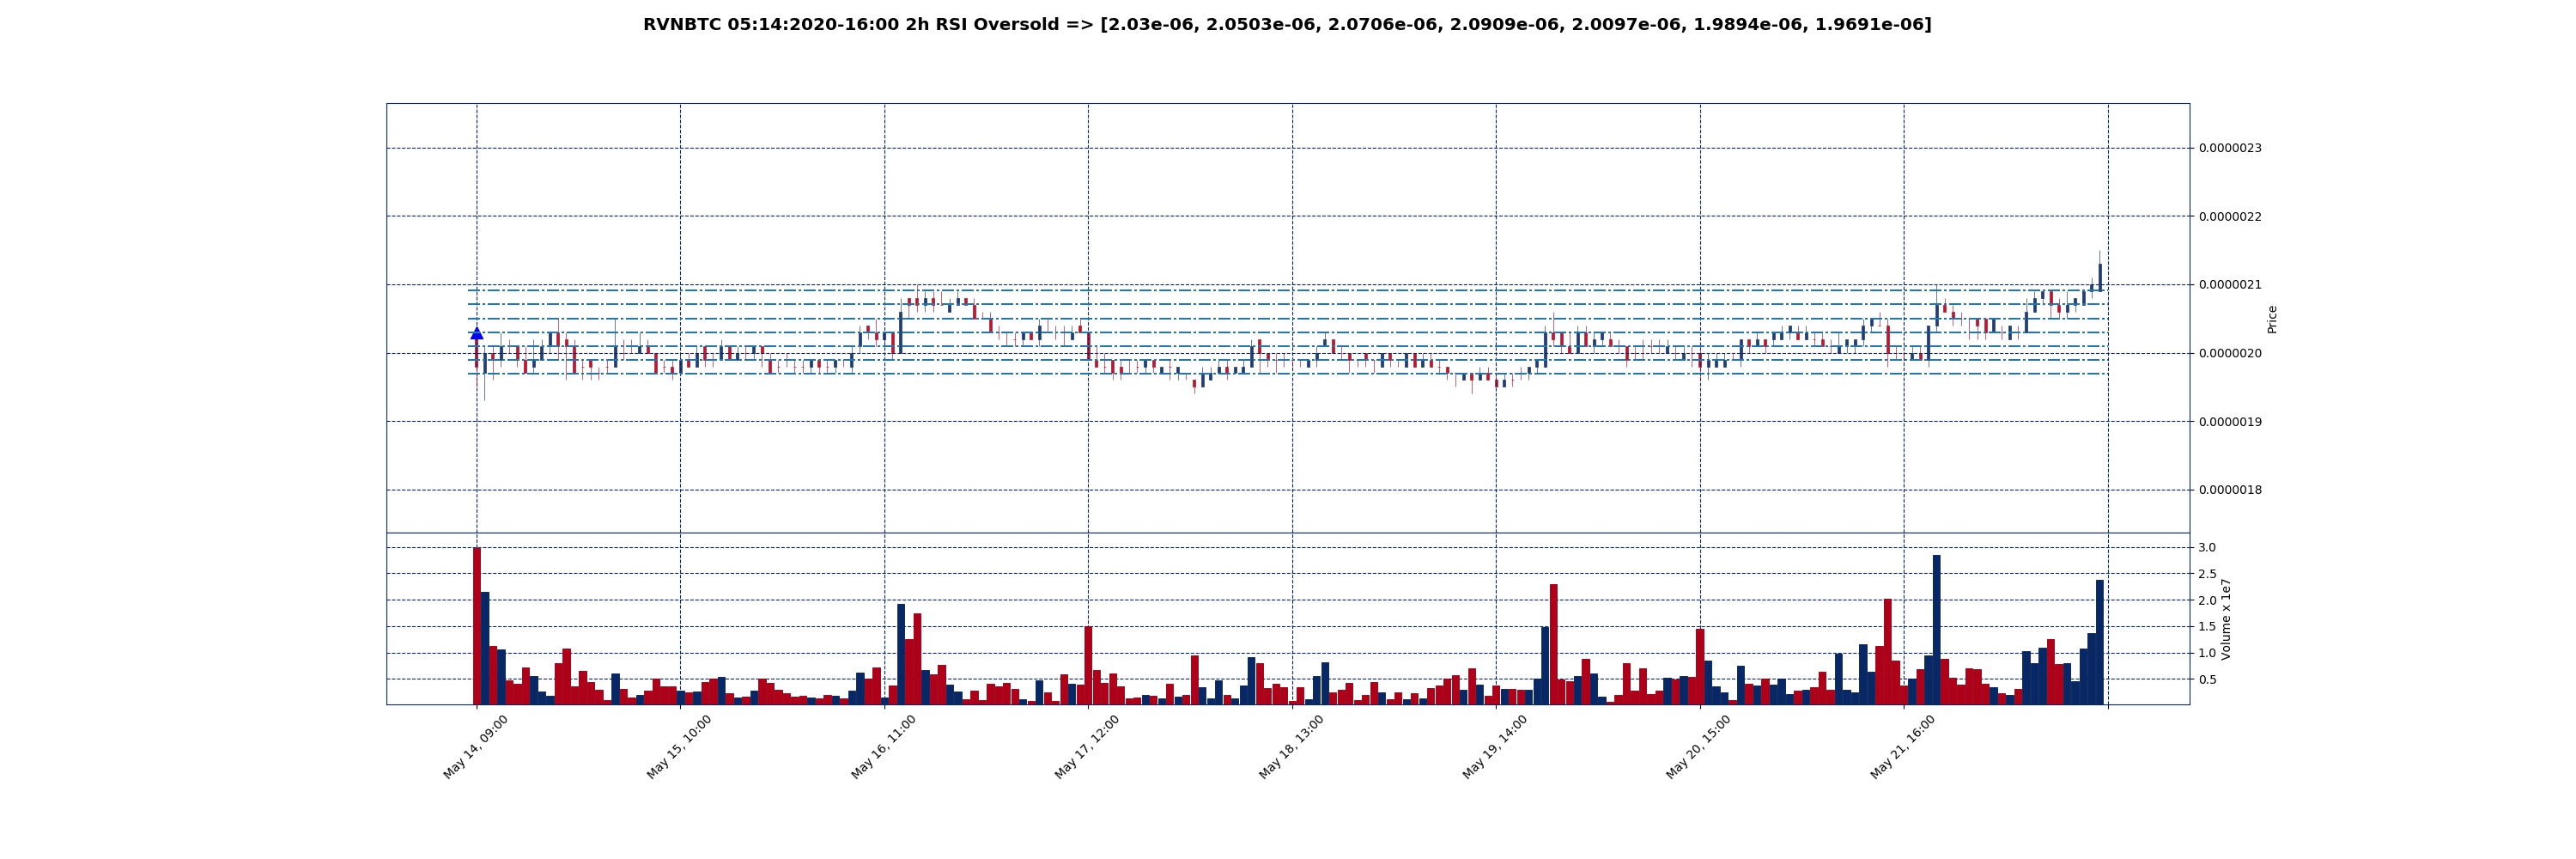 RVNBTC 05:14:2020-16:00 2h RSI Oversold => [2.03e-06, 2.0503e-06, 2.0706e-06, 2.0909e-06, 2.0097e-06, 1.9894e-06, 1.9691e-06]
0.0000023
0.0000022
0.0000021
0.0000020
0.0000019
0.0000018
Price
3.0
2.5
2.0
1.5
1.0
0.5
Volume x 1e7
May 14, 09:00
May 15, 10:00
May 16, 11:00
May 17, 12:00
May 18, 13:00
May 19, 14:00
May 20, 15:00
May 21, 16:00